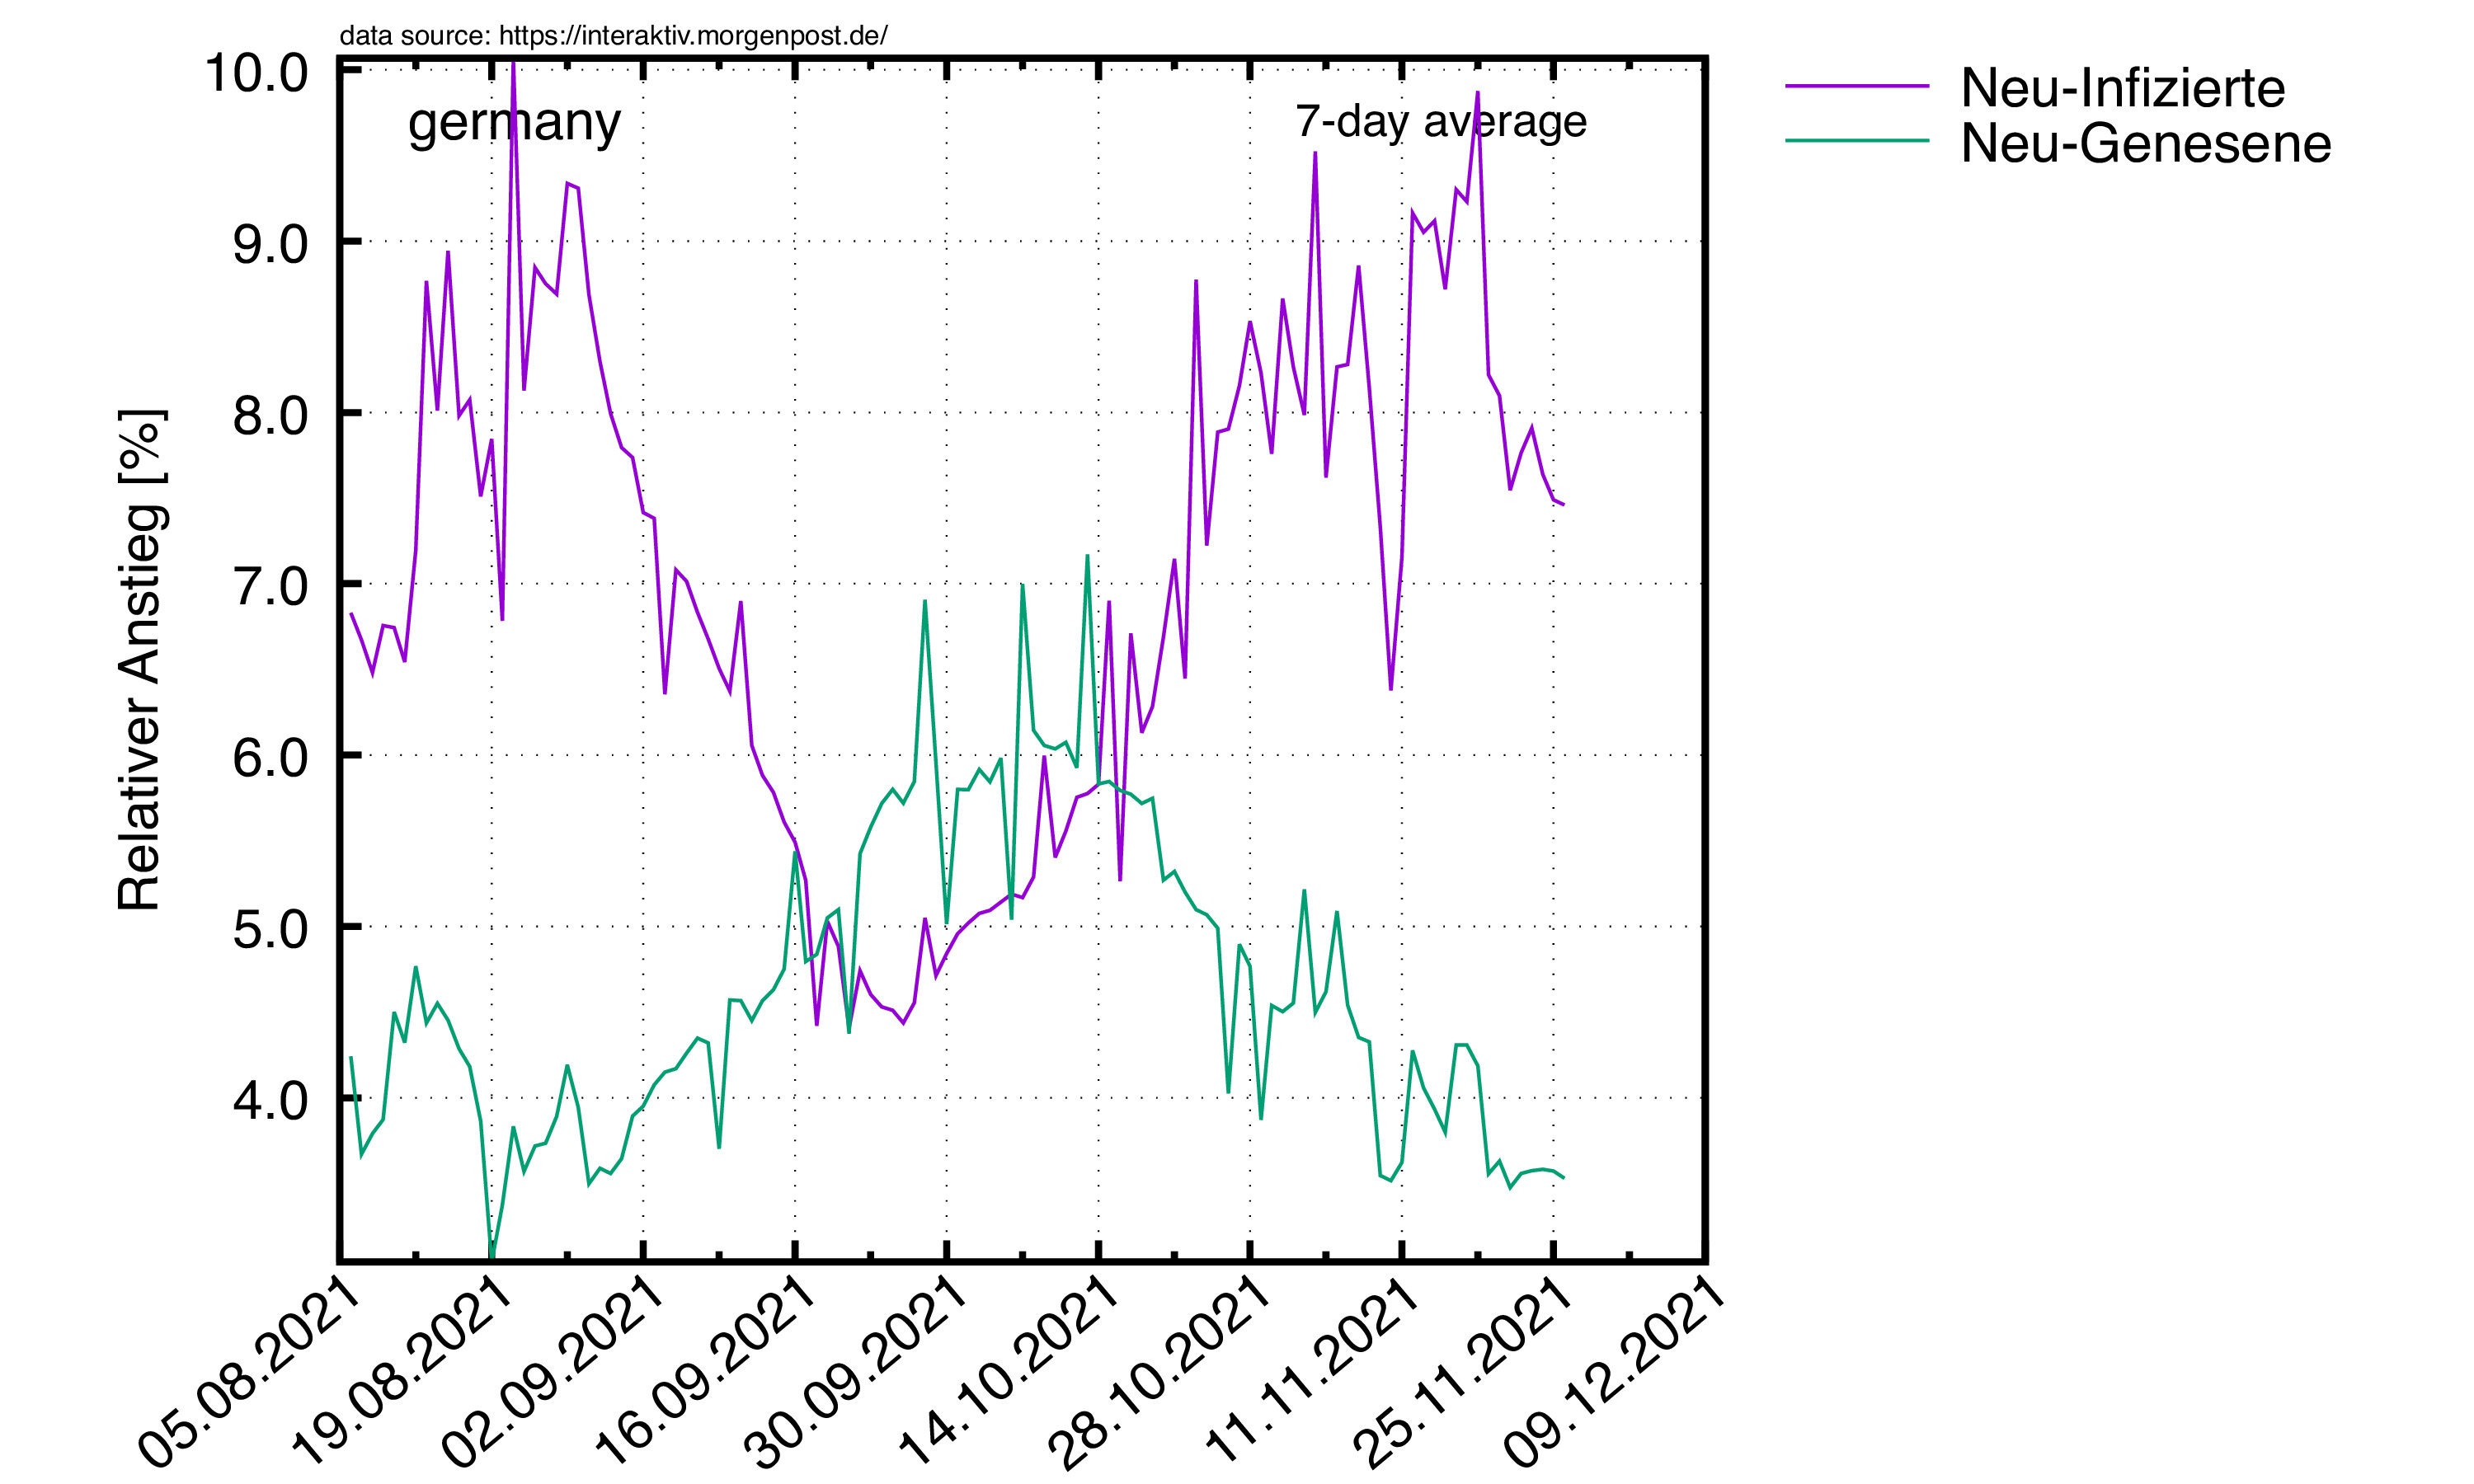 data source: https://interaktiv.morgenpost.de/
germany
7-day average
Neu-Infizierte
Neu-Genesene
Relativer Anstieg [%]
10.0
9.0
8.0
7.0
6.0
5.0
4.0
05.08.2021
19.08.2021
02.09.2021
16.09.2021
30.09.2021
14.10.2021
28.10.2021
11.11.2021
25.11.2021
09.12.2021